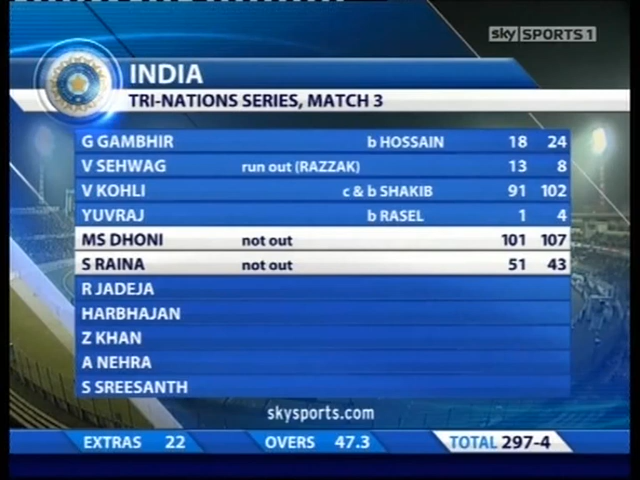 sky SPORTS 1
INDIA
TRI-NATIONS SERIES, MATCH 3
G GAMBHIR b HOSSAIN 18 24
V SEHWAG run out (RAZZAK) 13 8
V KOHLI c & b SHAKIB 91 102
YUVRAJ b RASEL 1 4
MS DHONI not out 101 107
S RAINA not out 51 43
R JADEJA
HARBHAJAN
Z KHAN
A NEHRA
S SREESANTH
skysports.com
EXTRAS 22 OVERS 47.3 TOTAL 297-4